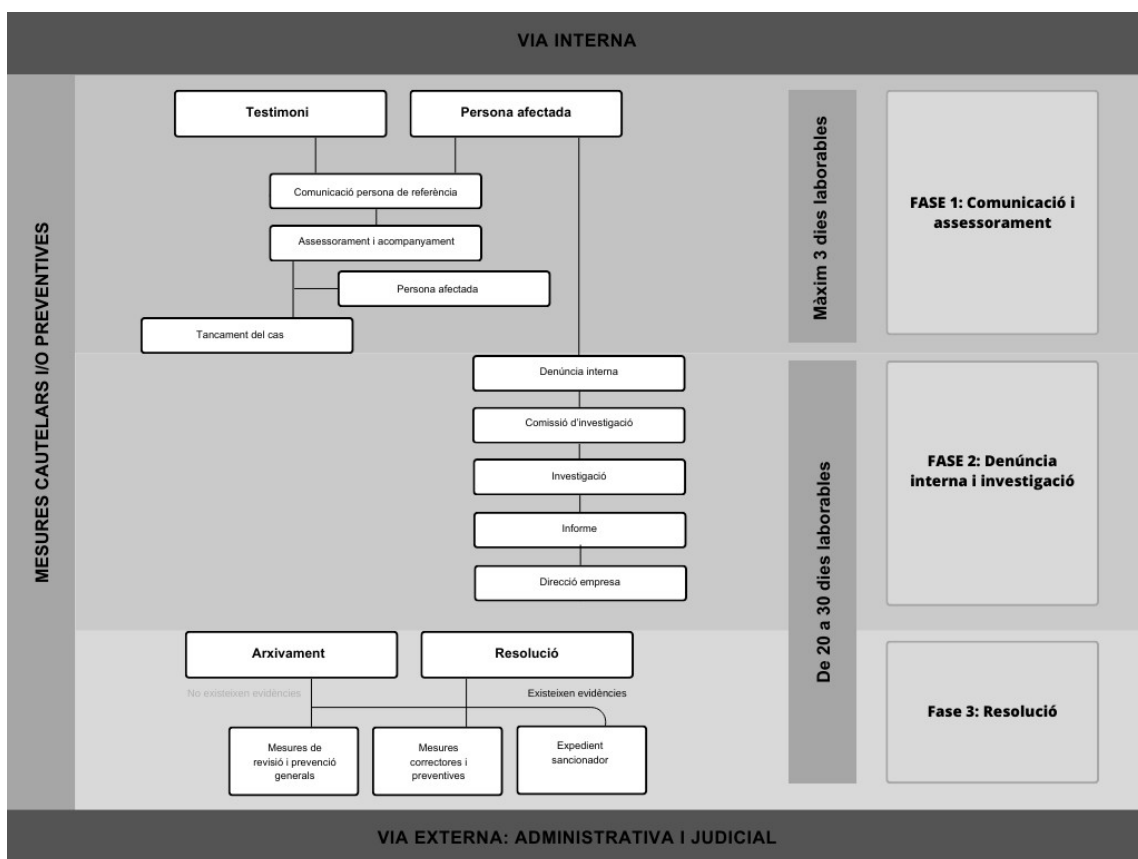 VIA INTERNA
MESURES CAUTELARS I/O PREVENTIVES
Testimoni
Persona afectada
Comunicació persona de referència
Assessorament i acompanyament
Persona afectada
Tancament del cas
Màxim 3 dies laborables
FASE 1: Comunicació i
assessorament
Denúncia interna
Comissió d'investigació
Investigació
Informe
Direcció empresa
De 20 a 30 dies laborables
FASE 2: Denúncia
interna i investigació
Arxivament
Resolució
No existeixen evidències
Existeixen evidències
Mesures de
revisió i prevenció
generals
Mesures
correctores i
preventives
Expedient
sancionador
Fase 3: Resolució
VIA EXTERNA: ADMINISTRATIVA I JUDICIAL